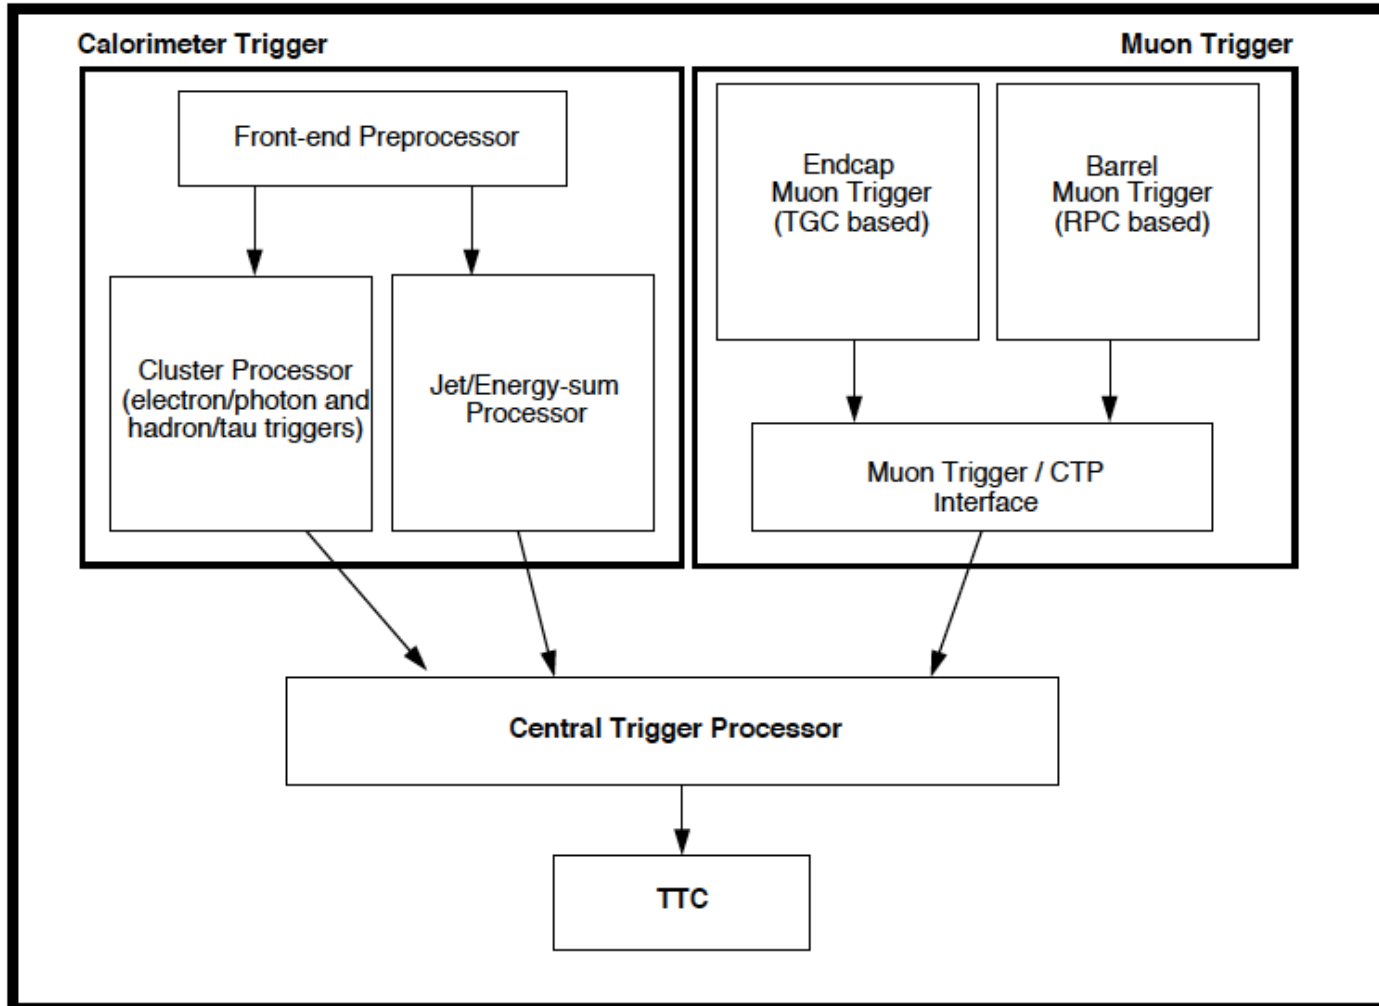 Calorimeter Trigger
Muon Trigger
Front-end Preprocessor
Endcap
Muon Trigger
(TGC based)
Barrel
Muon Trigger
(RPC based)
Cluster Processor
(electron/photon and
hadron/tau triggers)
Jet/Energy-sum
Processor
Muon Trigger / CTP
Interface
Central Trigger Processor
TTC